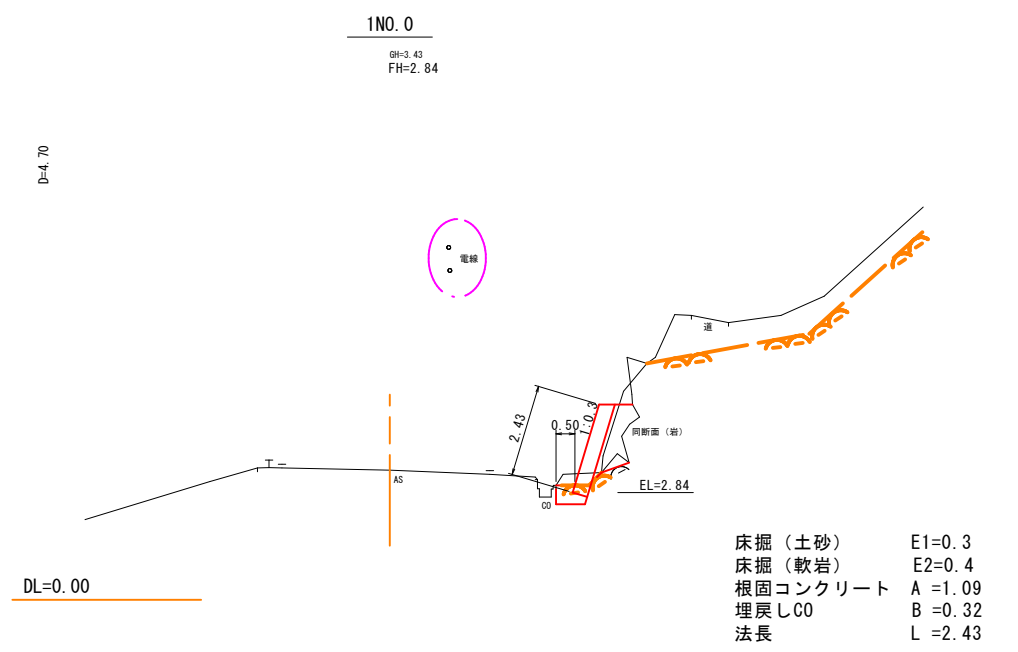 1NO.0
GH=3.43
FH=2.84
D=4.70
電線
道
2.43
0.50
1:0.3
同断面（岩）
AS
CO
EL=2.84
DL=0.00
床掘（土砂） E1=0.3
床掘（軟岩） E2=0.4
根固コンクリート A =1.09
埋戻しCO B =0.32
法長 L =2.43